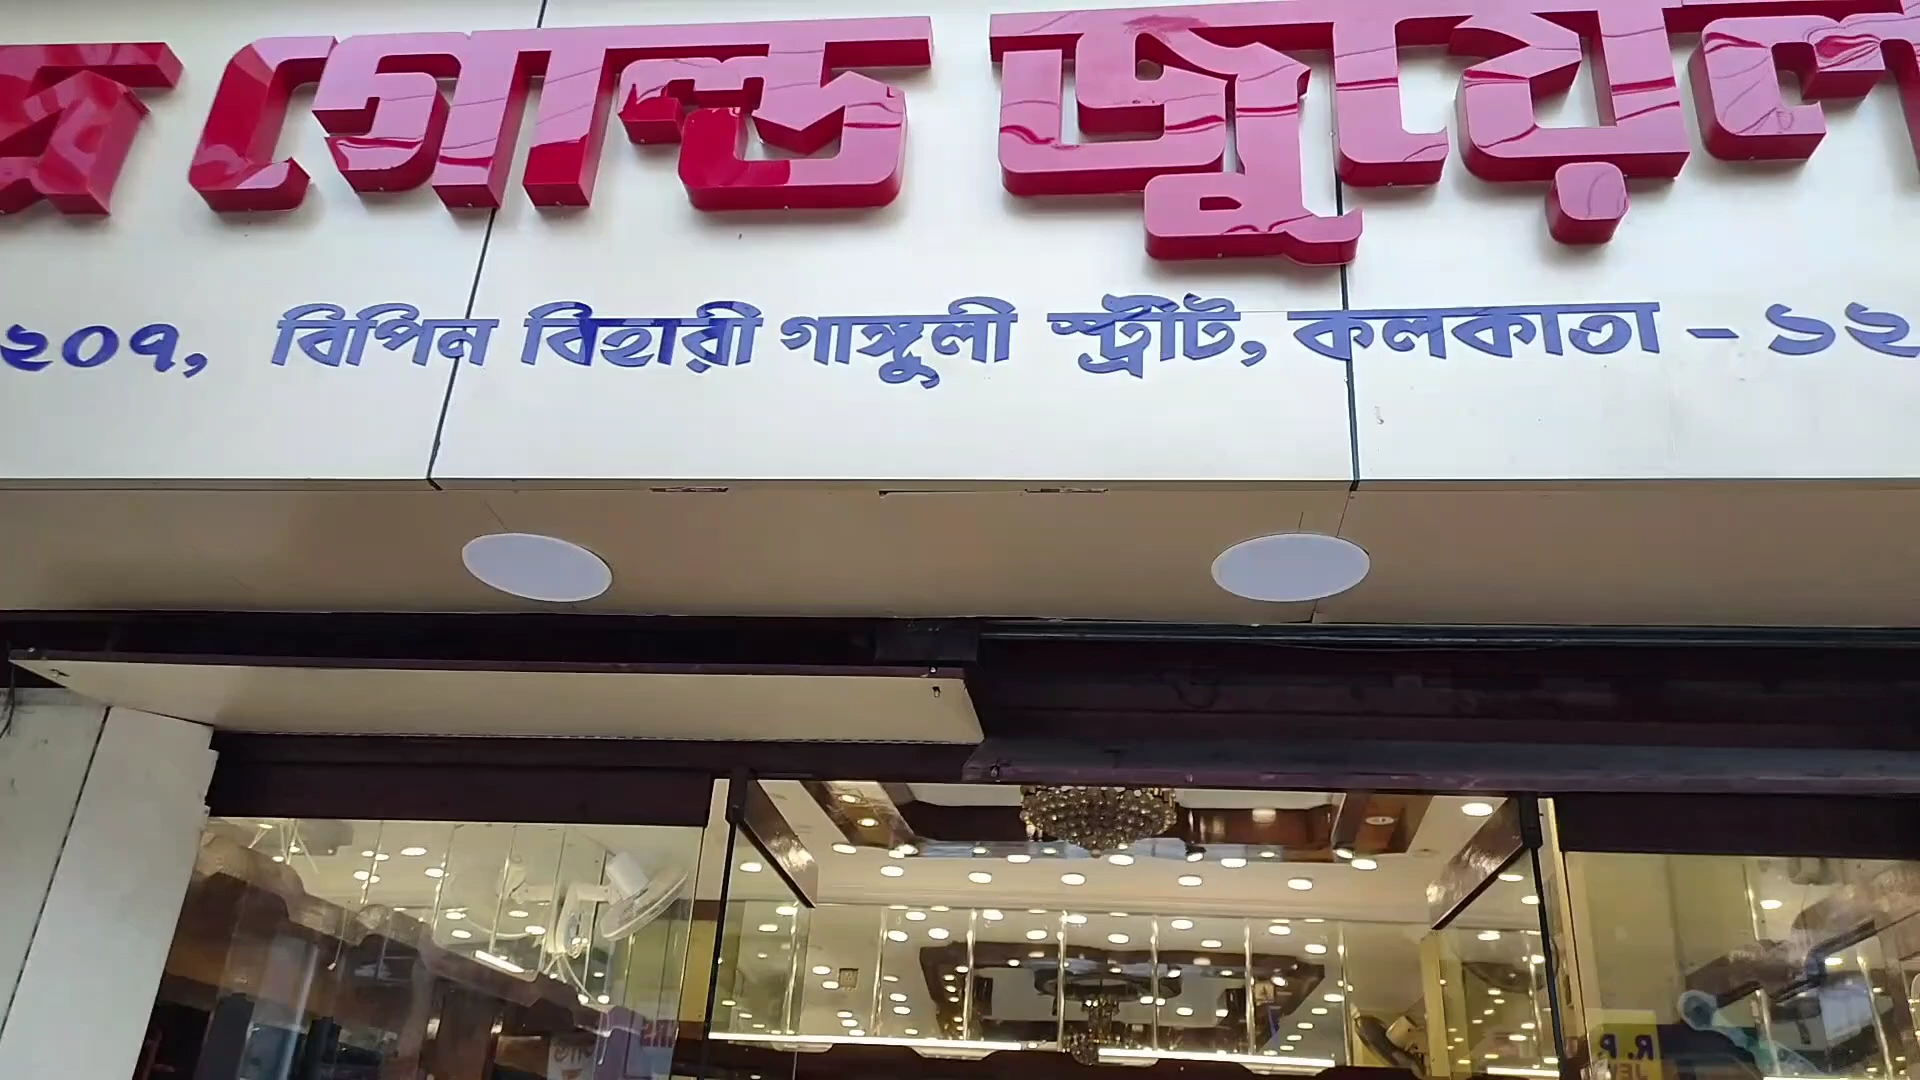 গোল্ড জুয়েল
২০৭, বিপিন বিহারী গাঙ্গুলী স্ট্রীট, কলকাতা - ১২
R.P.